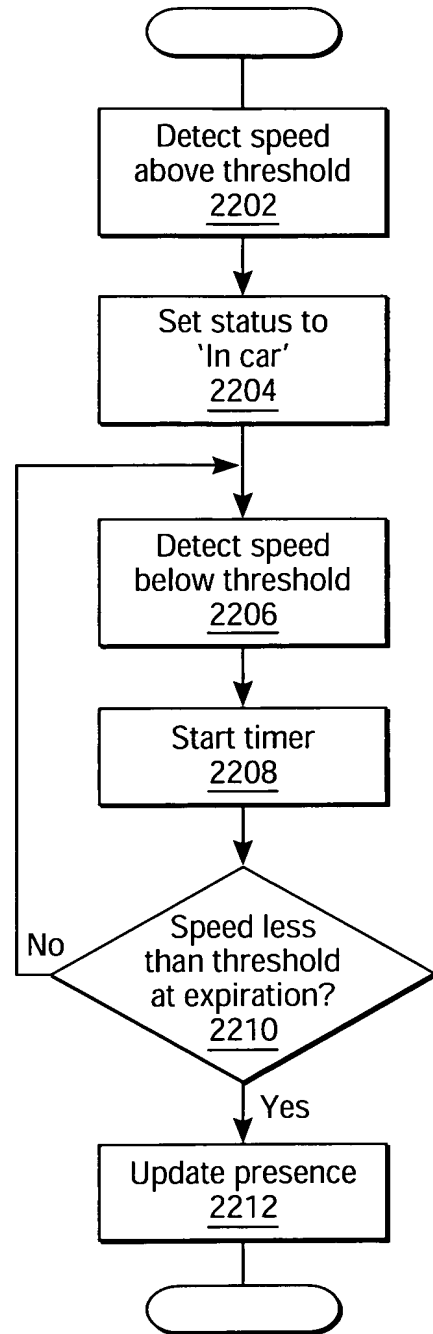 Detect speed
above threshold
2202
Set status to
‘In car’
2204
Detect speed
below threshold
2206
Start timer
2208
Speed less
than threshold
at expiration?
2210
No
Yes
Update presence
2212